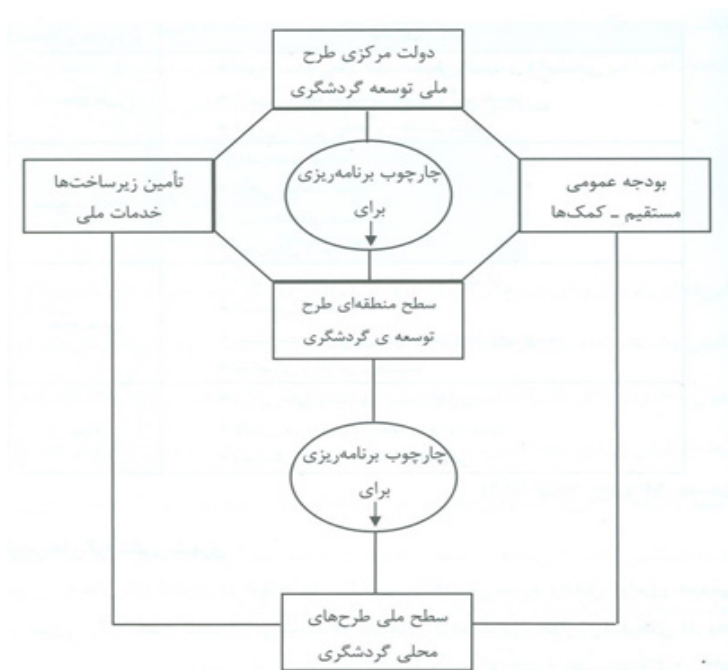 دولت مرکزی طرح
ملی توسعه گردشگری
بودجه عمومی
مستقیم ـ کمک‌ها
چارچوب برنامه‌ریزی
برای
تأمین زیرساخت‌ها
خدمات ملی
سطح منطقه‌ای طرح
توسعه ی گردشگری
چارچوب برنامه‌ریزی
برای
سطح ملی طرح‌های
محلی گردشگری